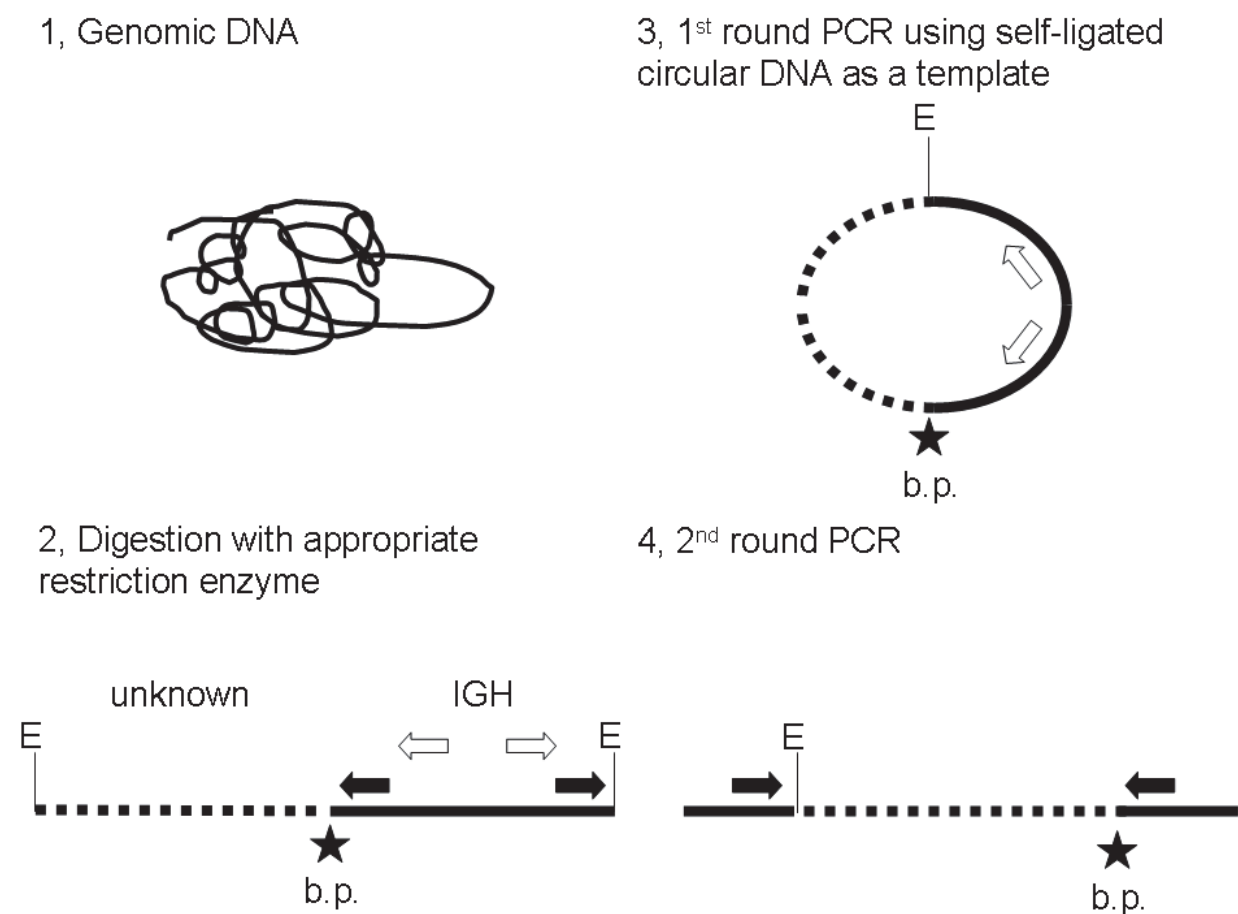 1, Genomic DNA
3, 1st round PCR using self-ligated
circular DNA as a template
E
b.p.
2, Digestion with appropriate
restriction enzyme
unknown
IGH
E
E
b.p.
4, 2nd round PCR
E
b.p.